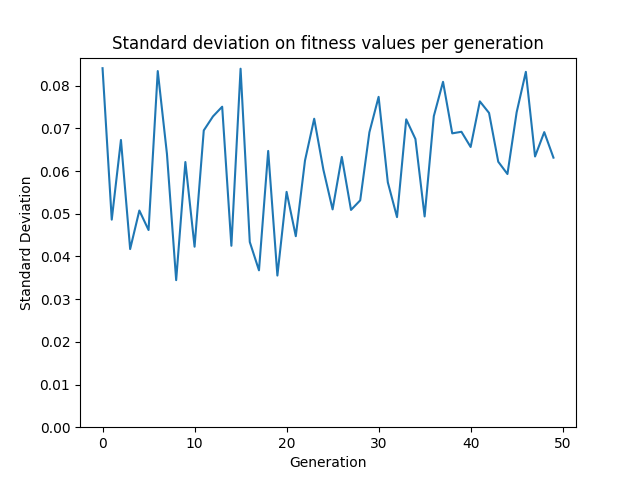 Standard deviation on fitness values per generation
Standard Deviation
0.08
0.07
0.06
0.05
0.04
0.03
0.02
0.01
0.00
0 10 20 30 40 50
Generation